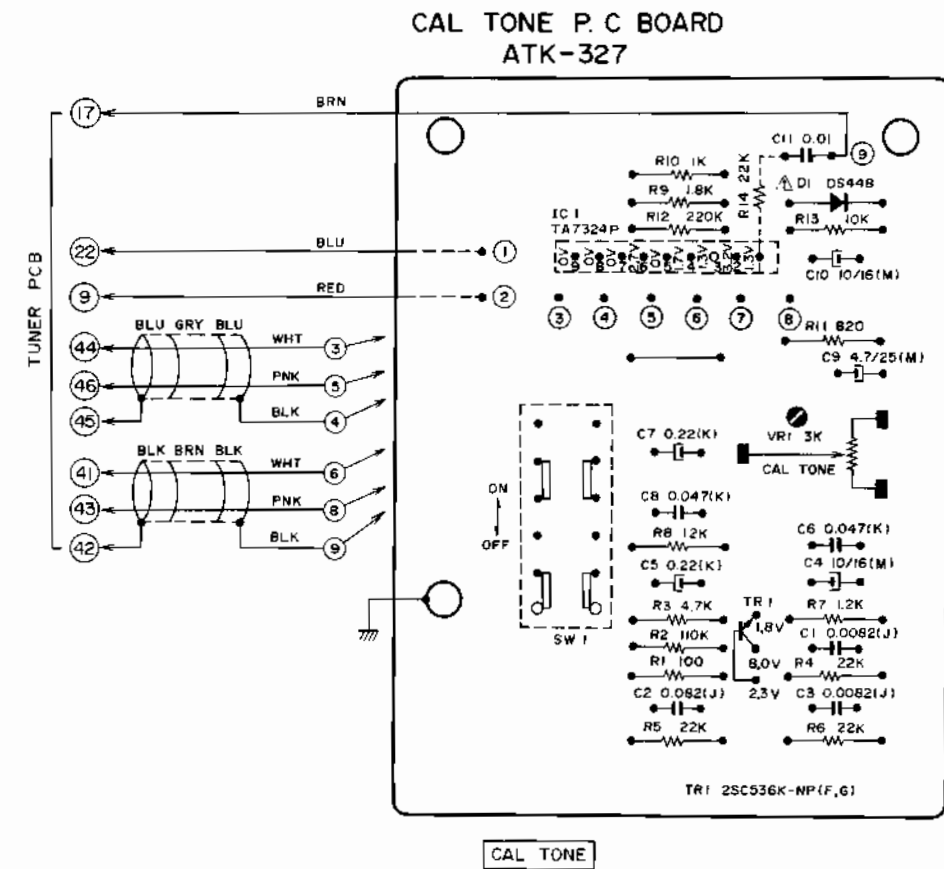 CAL TONE P. C BOARD
ATK-327
TUNER PCB
17 BRN
C11 0.01
9
R10 1K
R14 22K
D1 DS448
R9 1.8K
R13 10K
IC1
TA7324P
R12 220K
22 BLU 1
C10 10/16(M)
9 RED 2
3 4 5 6 7 8
R11 820
BLU GRY BLU
44 WHT 3
C9 4.7/25(M)
46 PNK 5
45 BLK 4
VR1 3K
CAL TONE
C7 0.22(K)
BLK BRN BLK
41 WHT 6
43 PNK 8
42 BLK 9
ON
OFF
SW1
C8 0.047(K)
R8 12K
C6 0.047(K)
C5 0.22(K)
C4 10/16(M)
R3 4.7K
TR1
R7 1.2K
1.8V
R2 110K
C1 0.0082(J)
R1 100
8.0V
R4 22K
2.3V
C2 0.082(J)
C3 0.0082(J)
R5 22K
R6 22K
TR1 2SC536K-NP(F,G)
CAL TONE